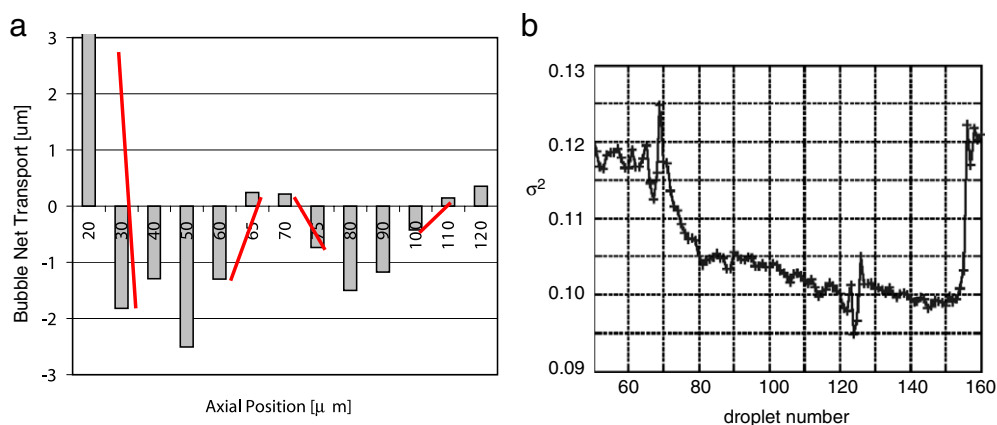 a
3
2
1
0
-1
-2
-3
Bubble Net Transport [um]
20 30 40 50 60 65 70 75 80 90 100 110 120
Axial Position [μ m]
b
0.13
0.12
0.11
0.10
0.09
σ²
60 80 100 120 140 160
droplet number